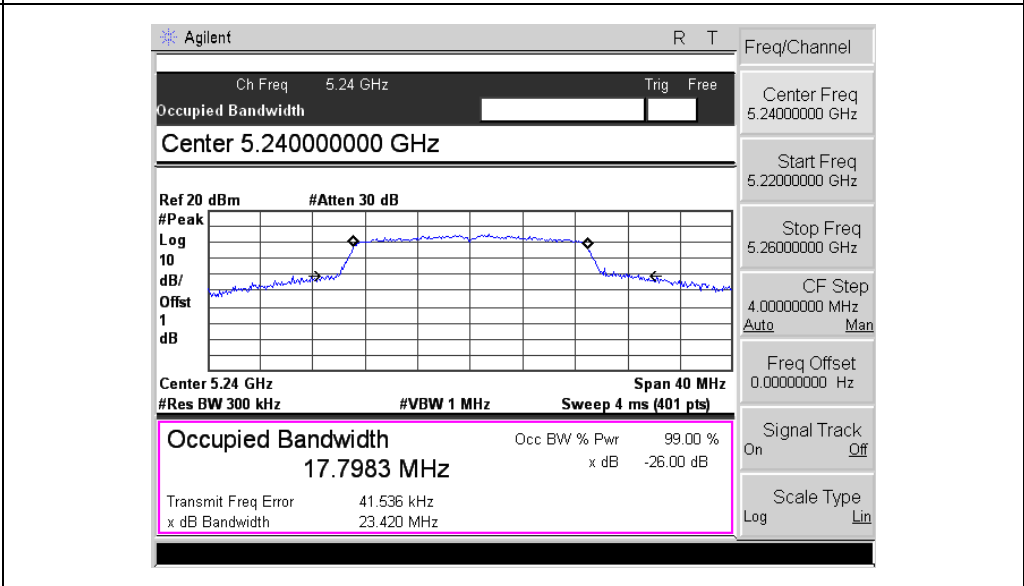 Agilent R T
Freq/Channel
Ch Freq 5.24 GHz Trig Free
Occupied Bandwidth
Center 5.240000000 GHz
Ref 20 dBm #Atten 30 dB
#Peak
Log
10
dB/
Offst
1
dB
Center 5.24 GHz Span 40 MHz
#Res BW 300 kHz #VBW 1 MHz Sweep 4 ms (401 pts)
Occupied Bandwidth Occ BW % Pwr 99.00 %
17.7983 MHz x dB -26.00 dB
Transmit Freq Error 41.536 kHz
x dB Bandwidth 23.420 MHz
Center Freq
5.24000000 GHz
Start Freq
5.22000000 GHz
Stop Freq
5.26000000 GHz
CF Step
4.00000000 MHz
Auto Man
Freq Offset
0.00000000 Hz
Signal Track
On Off
Scale Type
Log Lin